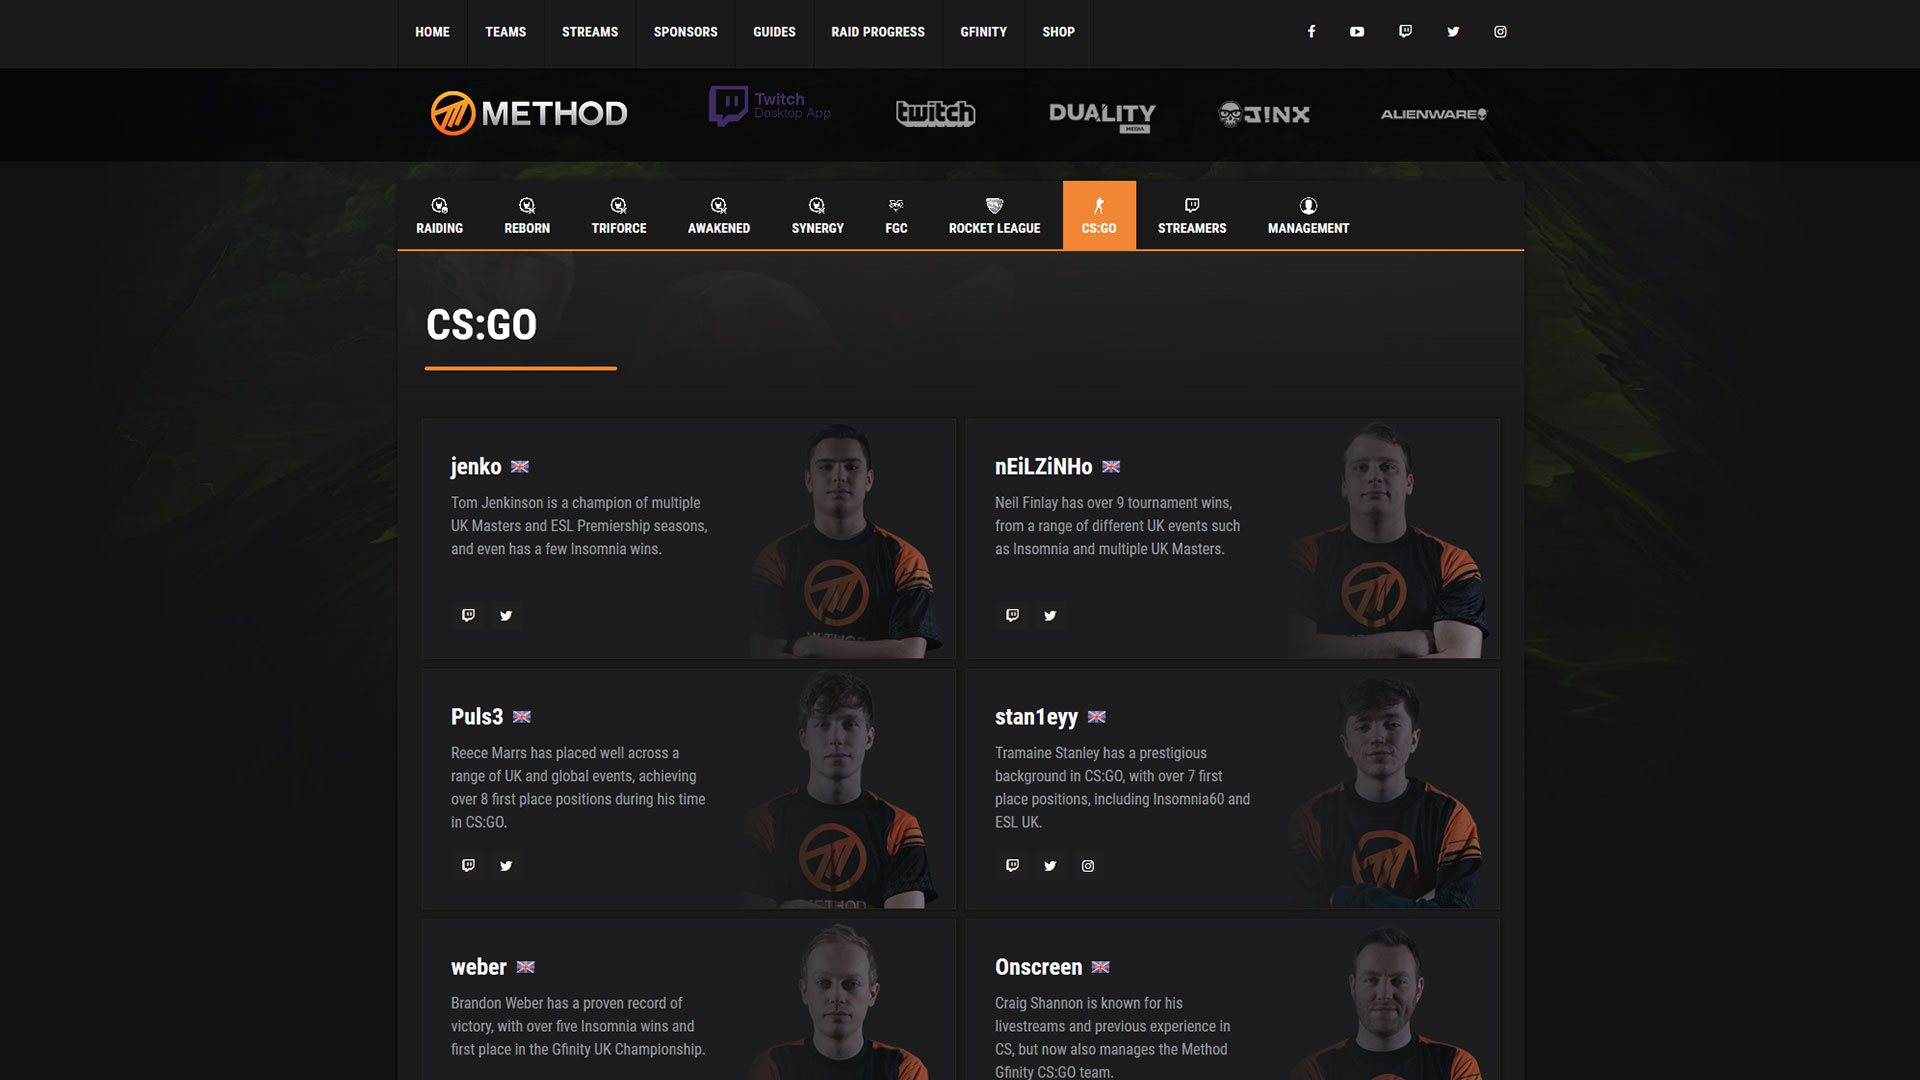 HOME TEAMS STREAMS SPONSORS GUIDES RAID PROGRESS GFINITY SHOP
METHOD
Twitch
Desktop App
twitch
DUALITY
MEDIA
J!NX
ALIENWARE
RAIDING REBORN TRIFORCE AWAKENED SYNERGY FGC ROCKET LEAGUE CS:GO STREAMERS MANAGEMENT
CS:GO
jenko
Tom Jenkinson is a champion of multiple
UK Masters and ESL Premiership seasons,
and even has a few Insomnia wins.
METHOD
nEiLZiNHo
Neil Finlay has over 9 tournament wins,
from a range of different UK events such
as Insomnia and multiple UK Masters.
Puls3
Reece Marrs has placed well across a
range of UK and global events, achieving
over 8 first place positions during his time
in CS:GO.
METHOD
stan1eyy
Tramaine Stanley has a prestigious
background in CS:GO, with over 7 first
place positions, including Insomnia60 and
ESL UK.
weber
Brandon Weber has a proven record of
victory, with over five Insomnia wins and
first place in the Gfinity UK Championship.
Onscreen
Craig Shannon is known for his
livestreams and previous experience in
CS, but now also manages the Method
Gfinity CS:GO team.